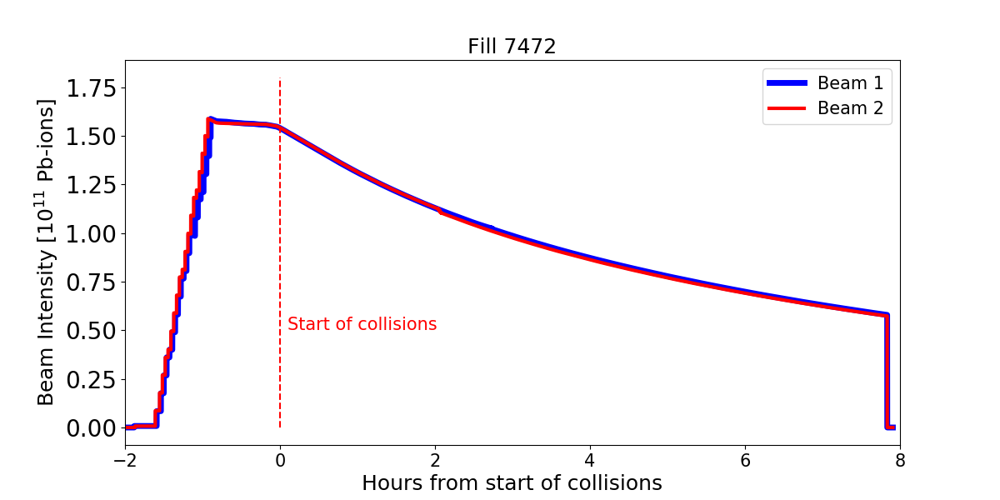 Fill 7472
Beam Intensity [10¹¹ Pb-ions]
1.75
1.50
1.25
1.00
0.75
0.50
0.25
0.00
Beam 1
Beam 2
Start of collisions
−2
0
2
4
6
8
Hours from start of collisions